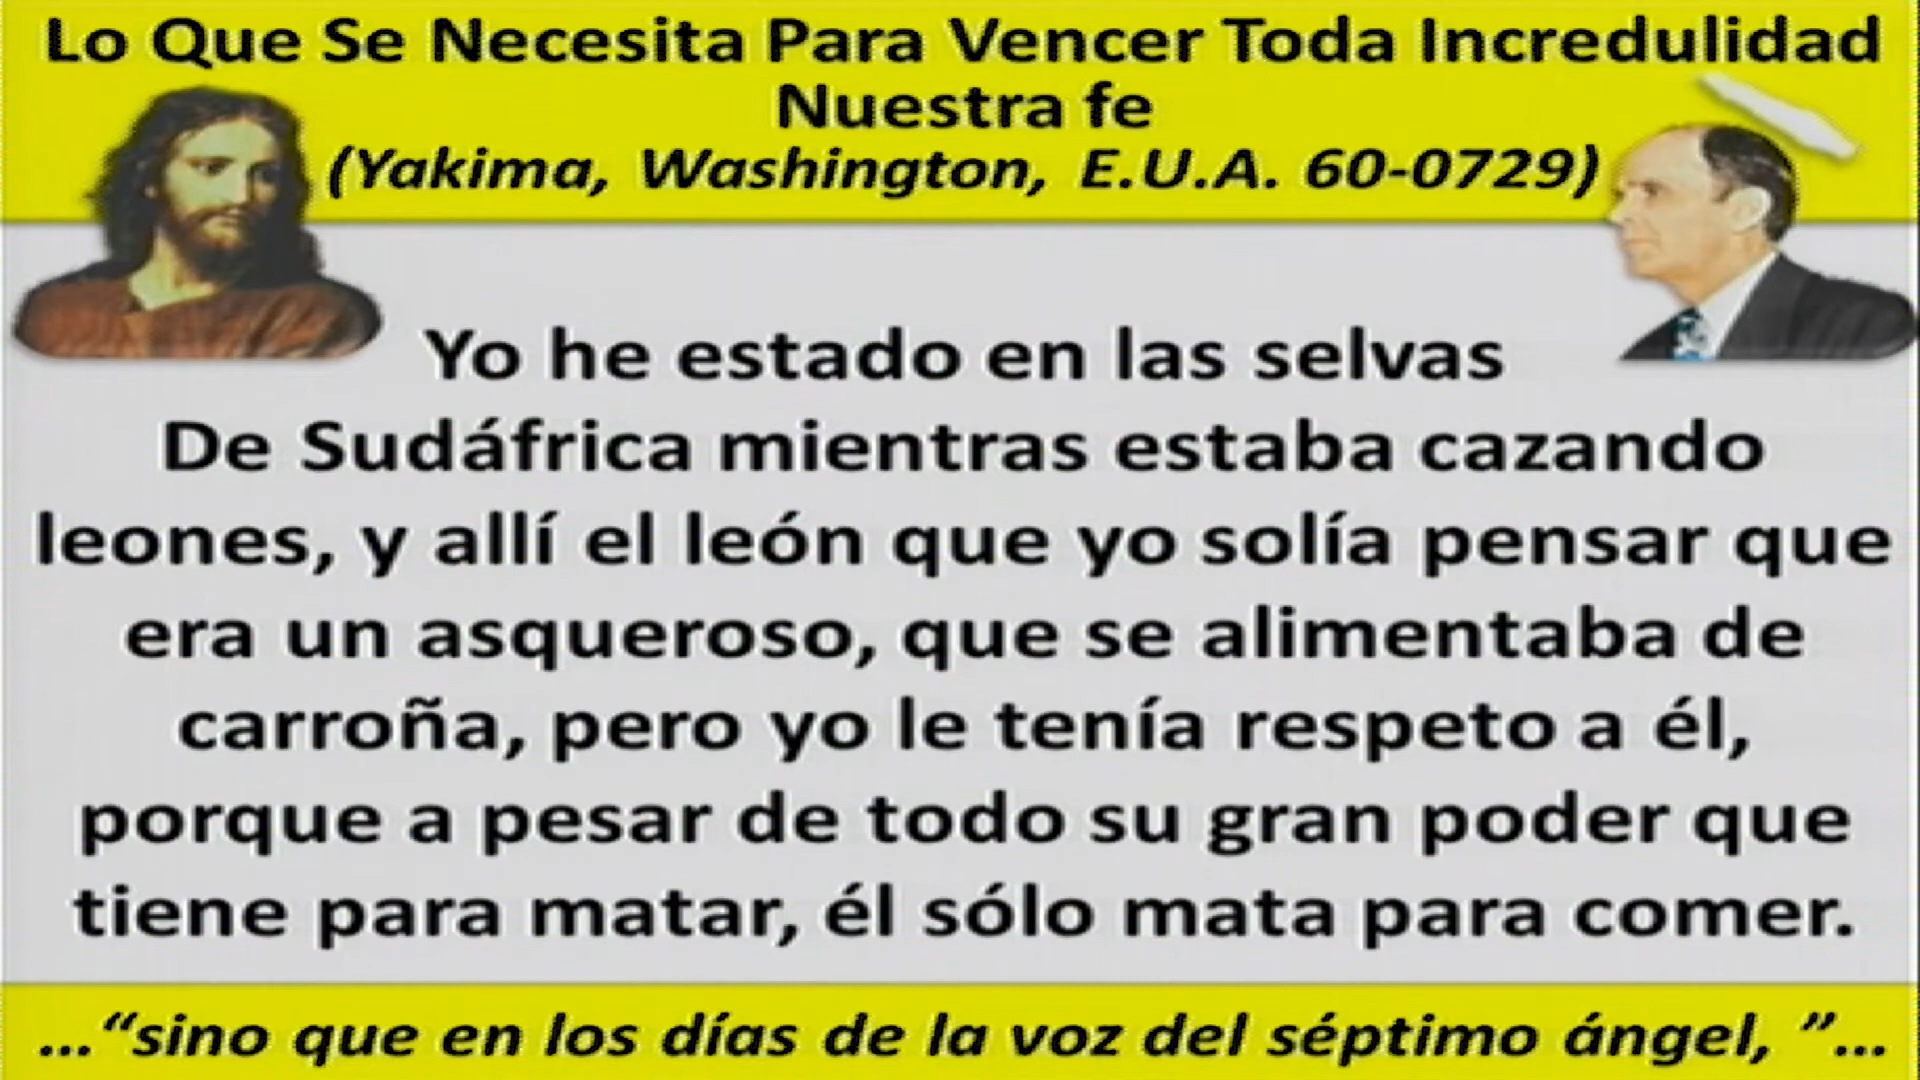 Lo Que Se Necesita Para Vencer Toda Incredulidad
Nuestra fe
(Yakima, Washington, E.U.A. 60-0729)
Yo he estado en las selvas
De Sudáfrica mientras estaba cazando
leones, y allí el león que yo solía pensar que
era un asqueroso, que se alimentaba de
carroña, pero yo le tenía respeto a él,
porque a pesar de todo su gran poder que
tiene para matar, él sólo mata para comer.
...“sino que en los días de la voz del séptimo ángel, ”...